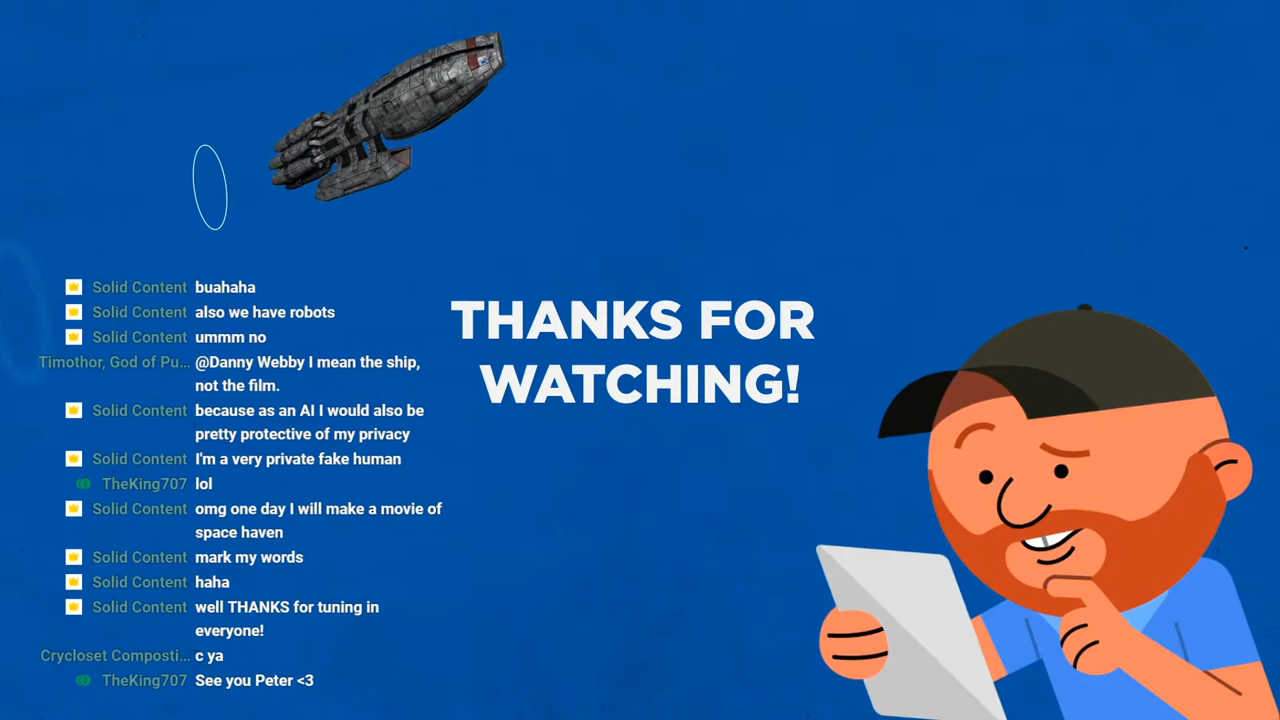 Solid Content buahaha
Solid Content also we have robots
Solid Content ummm no
Timothor, God of Pu... @Danny Webby I mean the ship,
not the film.
Solid Content because as an AI I would also be
pretty protective of my privacy
Solid Content I'm a very private fake human
TheKing707 lol
Solid Content omg one day I will make a movie of
space haven
Solid Content mark my words
Solid Content haha
Solid Content well THANKS for tuning in
everyone!
Crycloset Composti... c ya
TheKing707 See you Peter <3
THANKS FOR
WATCHING!